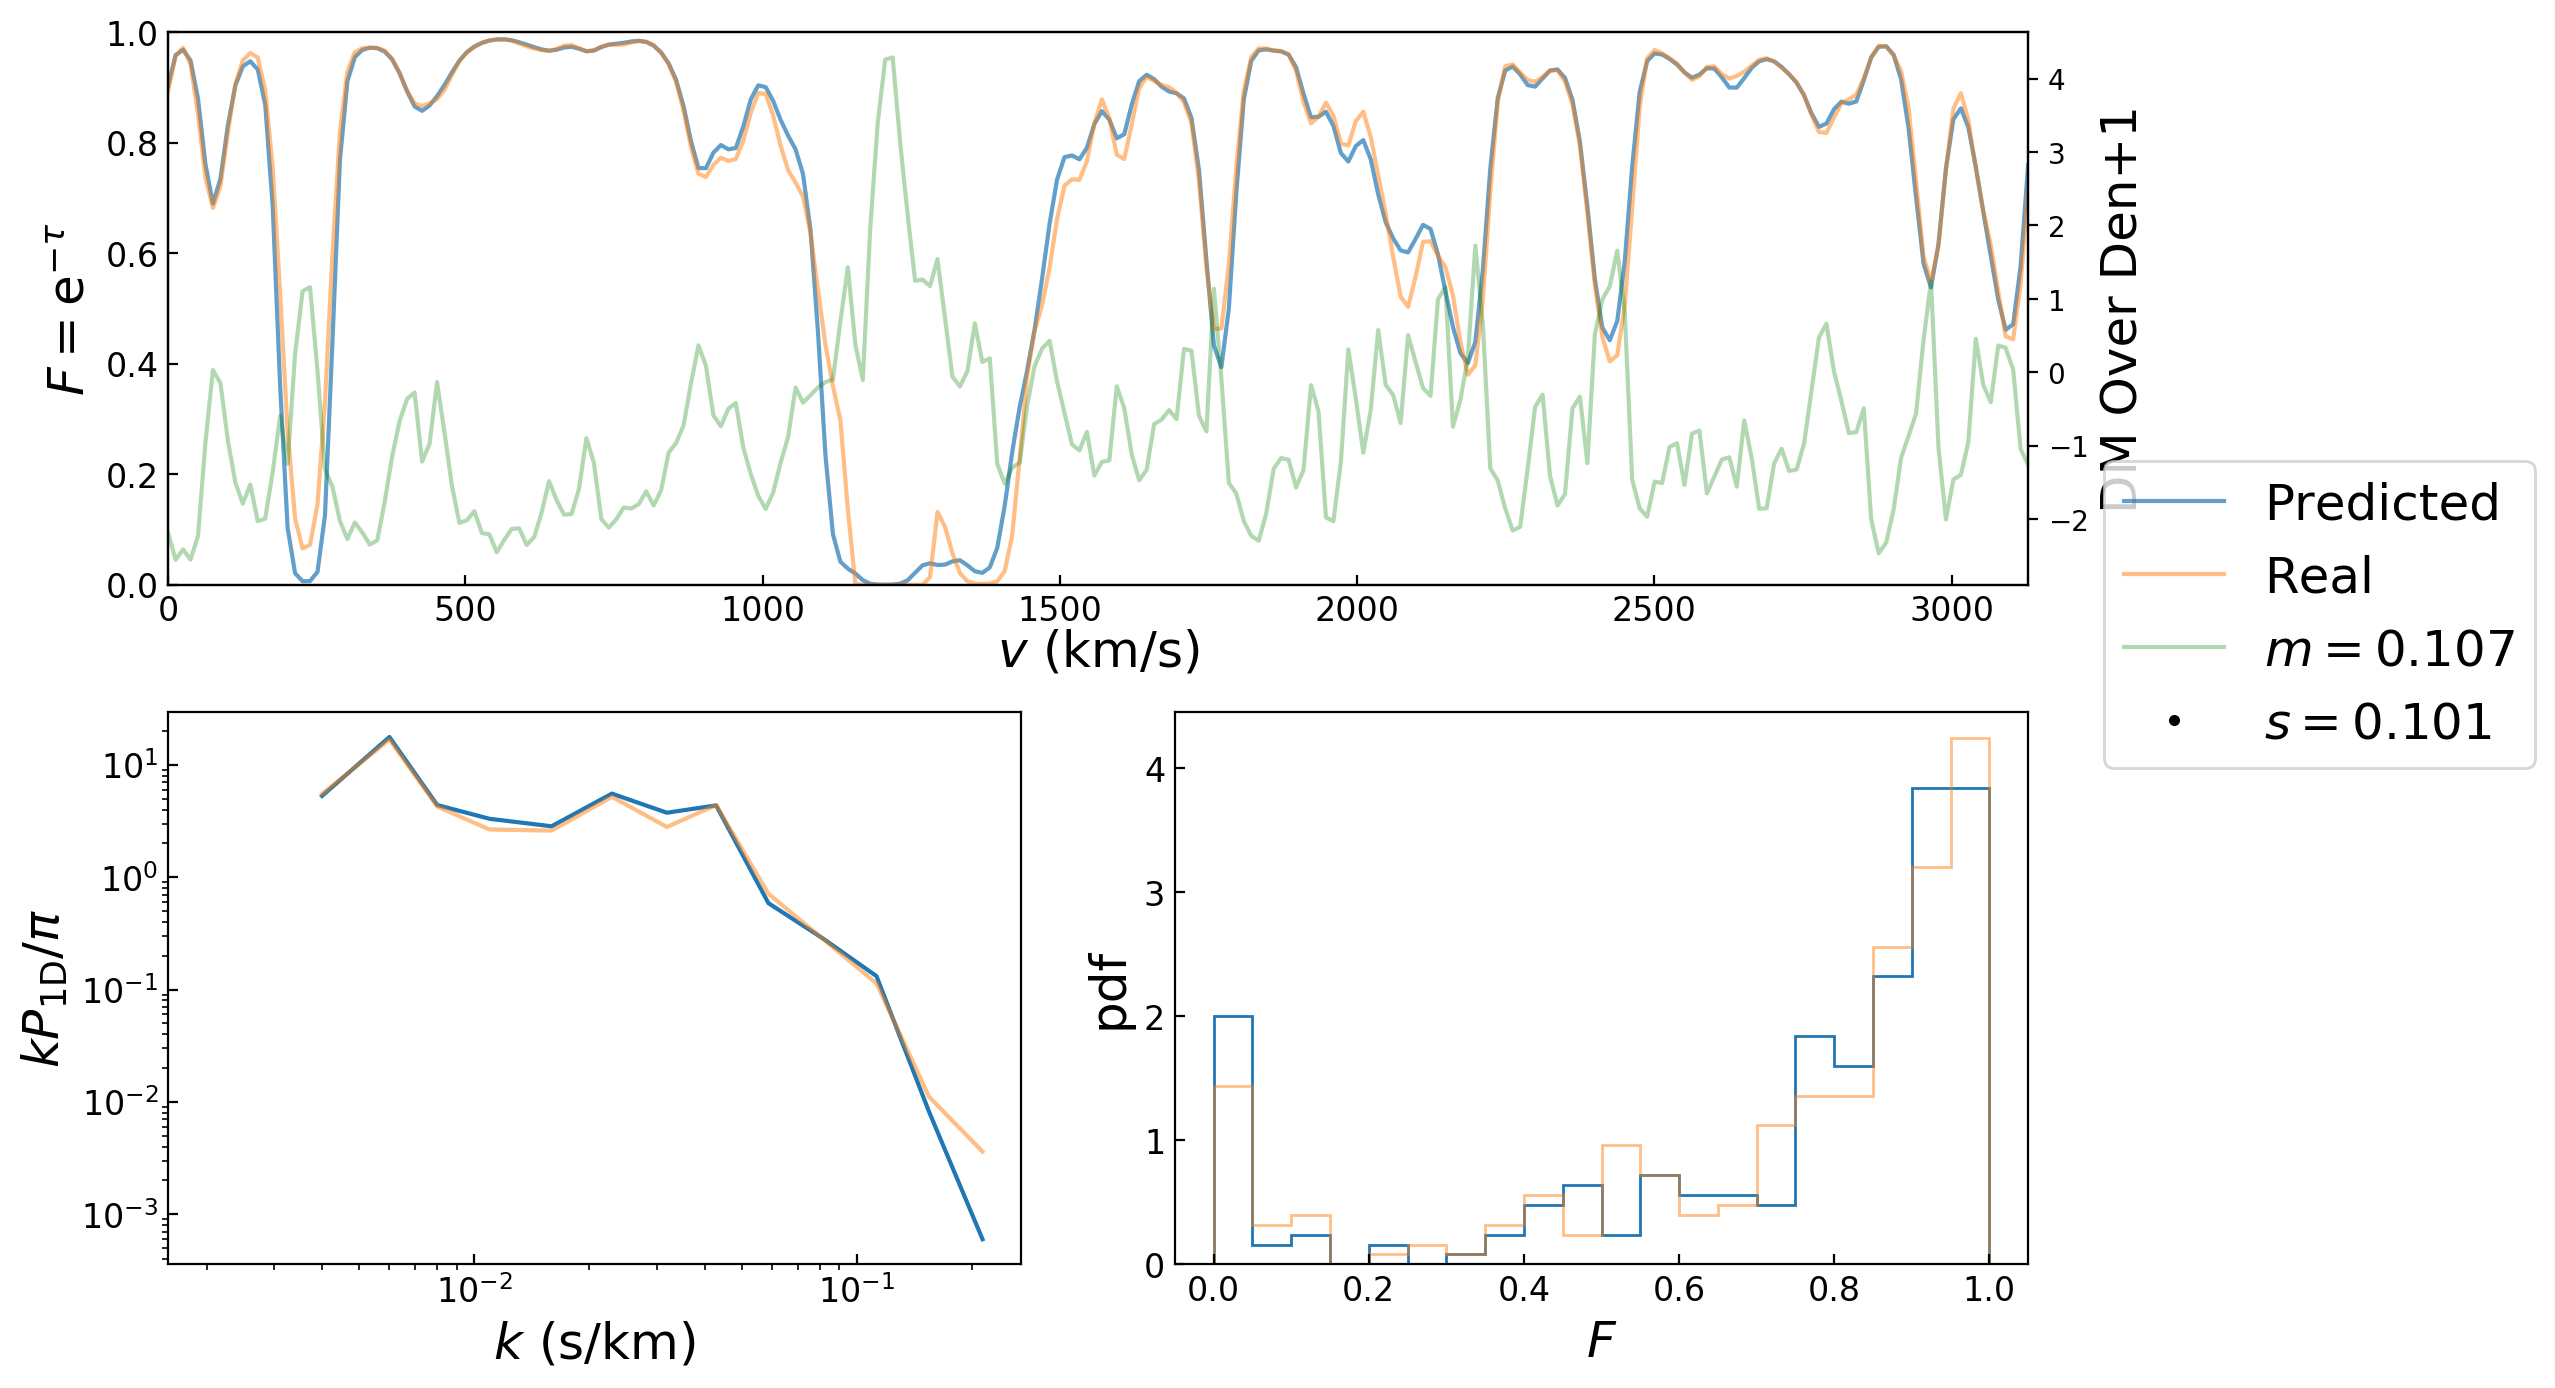 1.0
0.8
0.6
0.4
0.2
0.0
F = e^{-τ}
0 500 1000 1500 2000 2500 3000
v (km/s)
4
3
2
1
0
−1
−2
DM Over Den+1
Predicted
Real
m = 0.107
s = 0.101
10^1
10^0
10^{-1}
10^{-2}
10^{-3}
kP_{1D}/π
10^{-2} 10^{-1}
k (s/km)
4
3
2
1
0
pdf
0.0 0.2 0.4 0.6 0.8 1.0
F